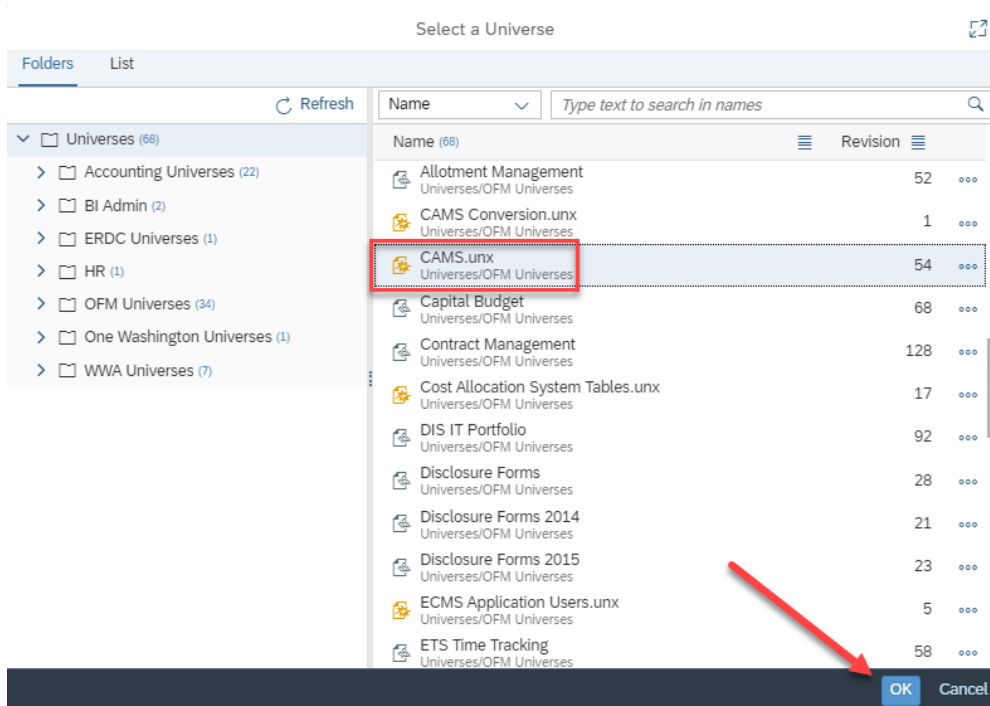 Select a Universe
Folders List
Refresh
Name
Type text to search in names
Universes (68)
Accounting Universes (22)
BI Admin (2)
ERDC Universes (1)
HR (1)
OFM Universes (34)
One Washington Universes (1)
WWA Universes (7)
Name (68) Revision
Allotment Management 52
Universes/OFM Universes
CAMS Conversion.unx 1
Universes/OFM Universes
CAMS.unx 54
Universes/OFM Universes
Capital Budget 68
Universes/OFM Universes
Contract Management 128
Universes/OFM Universes
Cost Allocation System Tables.unx 17
Universes/OFM Universes
DIS IT Portfolio 92
Universes/OFM Universes
Disclosure Forms 28
Universes/OFM Universes
Disclosure Forms 2014 21
Universes/OFM Universes
Disclosure Forms 2015 23
Universes/OFM Universes
ECMS Application Users.unx 5
Universes/OFM Universes
ETS Time Tracking 58
Universes/OFM Universes
OK Cancel